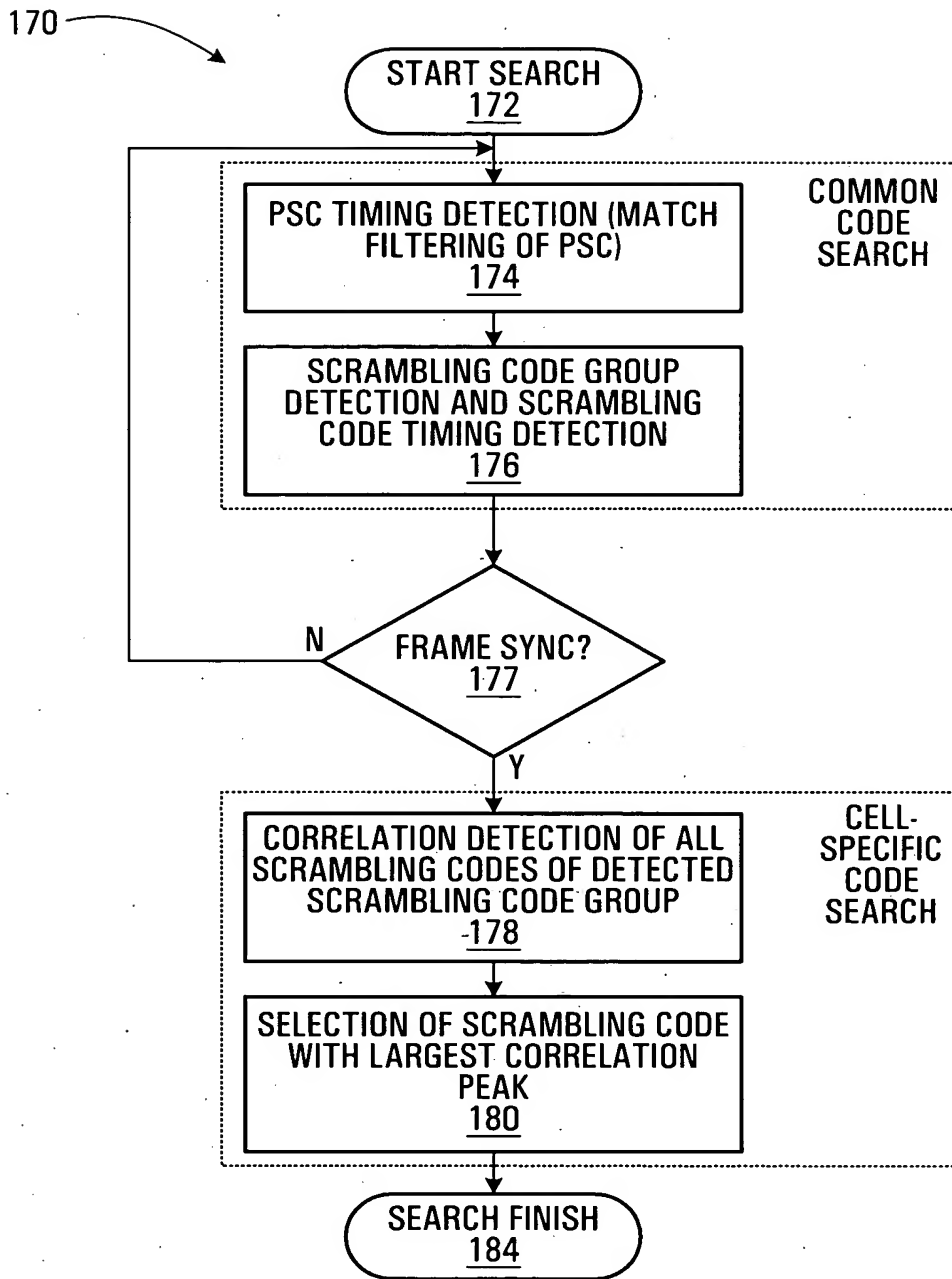 170
START SEARCH
172
COMMON
CODE
SEARCH
PSC TIMING DETECTION (MATCH
FILTERING OF PSC)
174
SCRAMBLING CODE GROUP
DETECTION AND SCRAMBLING
CODE TIMING DETECTION
176
N
FRAME SYNC?
177
Y
CELL-
SPECIFIC
CODE
SEARCH
CORRELATION DETECTION OF ALL
SCRAMBLING CODES OF DETECTED
SCRAMBLING CODE GROUP
178
SELECTION OF SCRAMBLING CODE
WITH LARGEST CORRELATION
PEAK
180
SEARCH FINISH
184